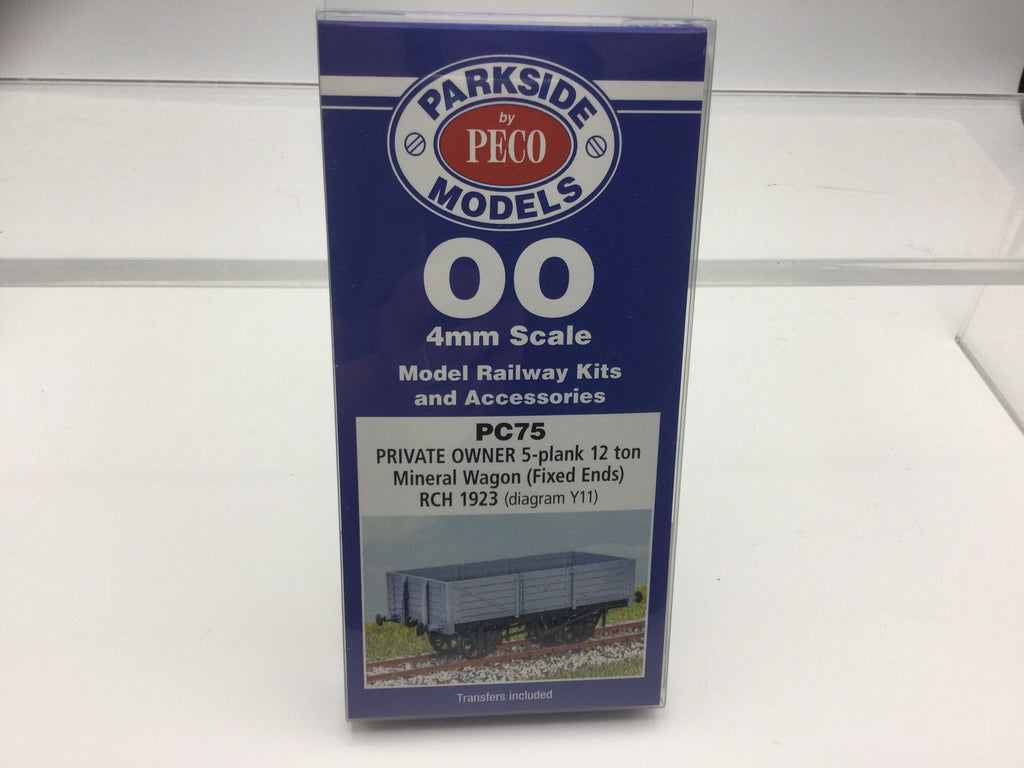 PARKSIDE
by
PECO
MODELS
OO
4mm Scale
Model Railway Kits
and Accessories
PC75
PRIVATE OWNER 5-plank 12 ton
Mineral Wagon (Fixed Ends)
RCH 1923 (diagram Y11)
Transfers included